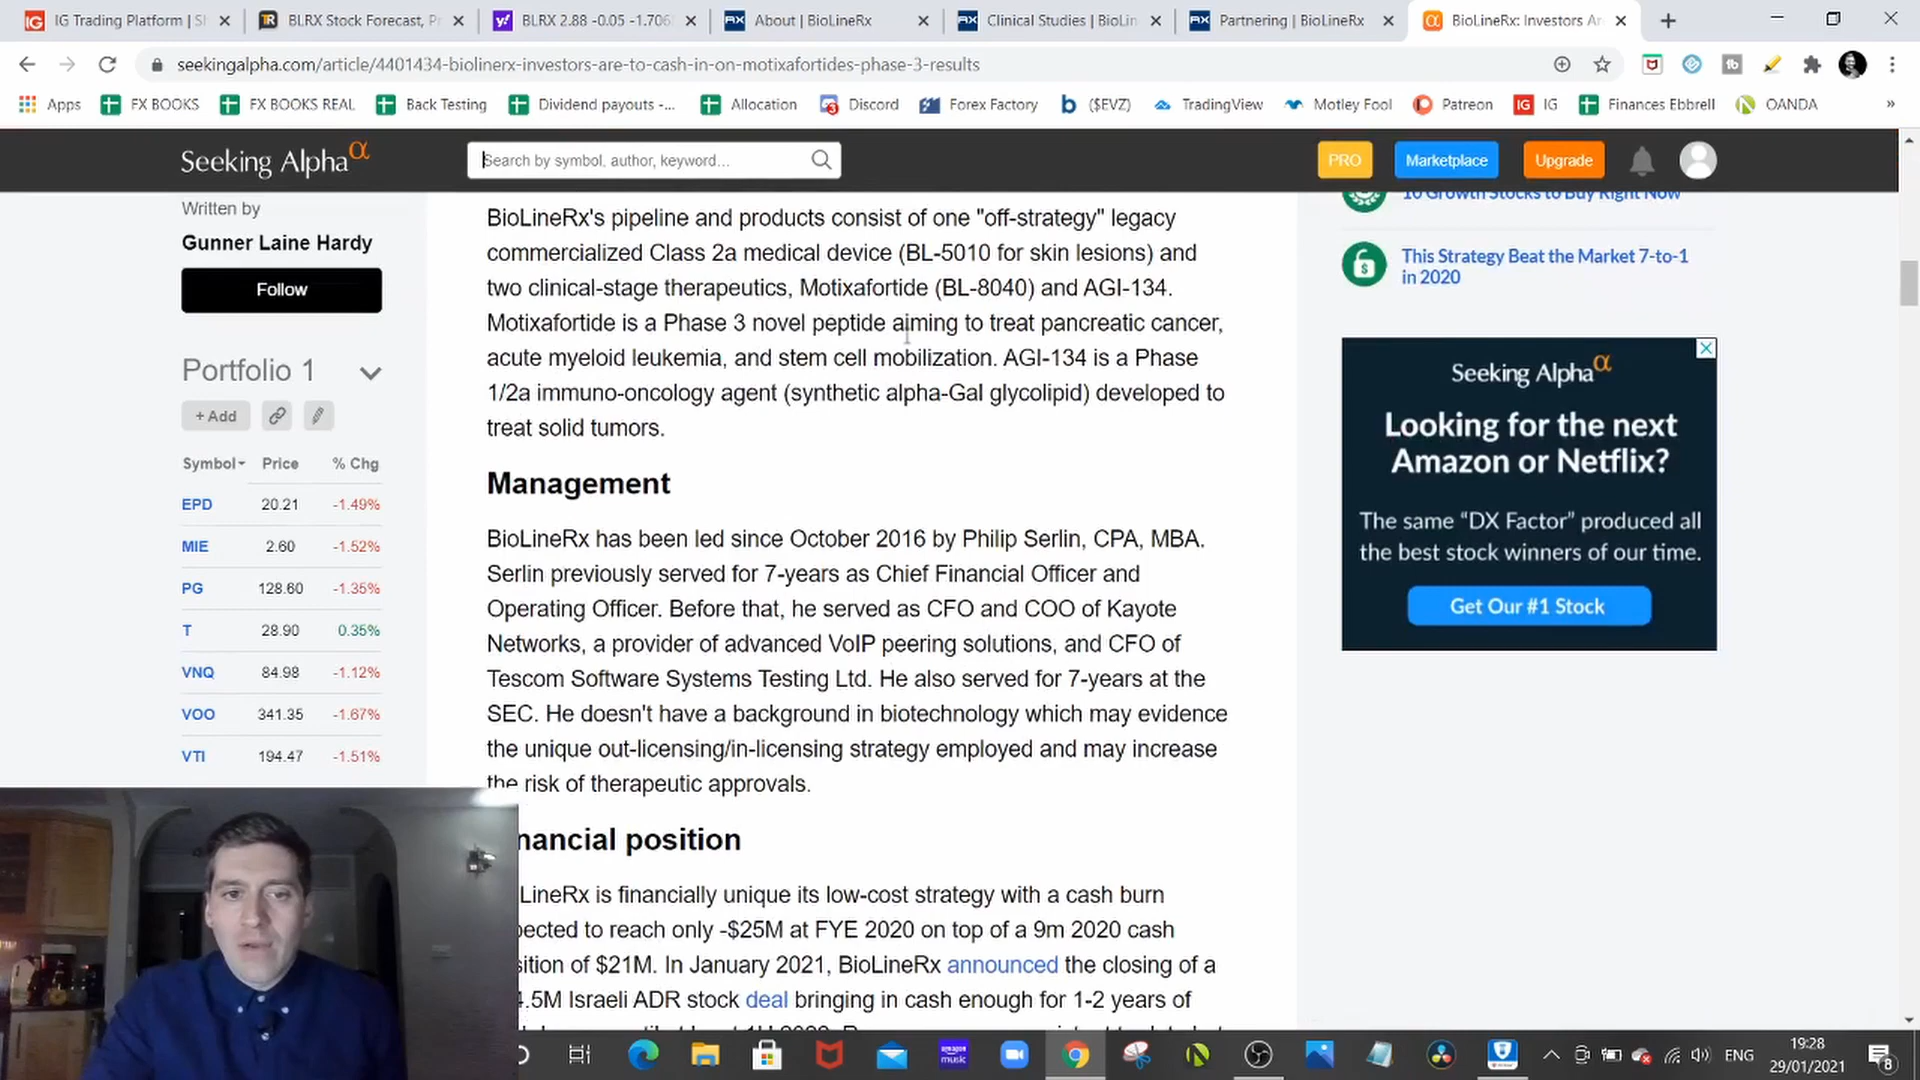 IG Trading Platform | S
BLRX Stock Forecast, Pr
BLRX 2.88 -0.05 -1.706
About | BioLineRx
Clinical Studies | BioLin
Partnering | BioLineRx
BioLineRx: Investors Ar
seekingalpha.com/article/4401434-biolinerx-investors-are-to-cash-in-on-motixafortides-phase-3-results
Apps
FX BOOKS
FX BOOKS REAL
Back Testing
Dividend payouts -...
Allocation
Discord
Forex Factory
($EVZ)
TradingView
Motley Fool
Patreon
IG
Finances Ebbrell
OANDA
»
Seeking Alpha α
Search by symbol, author, keyword...
PRO
Marketplace
Upgrade
Written by
Gunner Laine Hardy
Follow
Portfolio 1
+ Add
Symbol Price % Chg
EPD 20.21 -1.49%
MIE 2.60 -1.52%
PG 128.60 -1.35%
T 28.90 0.35%
VNQ 84.98 -1.12%
VOO 341.35 -1.67%
VTI 194.47 -1.51%
BioLineRx's pipeline and products consist of one "off-strategy" legacy
commercialized Class 2a medical device (BL-5010 for skin lesions) and
two clinical-stage therapeutics, Motixafortide (BL-8040) and AGI-134.
Motixafortide is a Phase 3 novel peptide aiming to treat pancreatic cancer,
acute myeloid leukemia, and stem cell mobilization. AGI-134 is a Phase
1/2a immuno-oncology agent (synthetic alpha-Gal glycolipid) developed to
treat solid tumors.
Management
BioLineRx has been led since October 2016 by Philip Serlin, CPA, MBA.
Serlin previously served for 7-years as Chief Financial Officer and
Operating Officer. Before that, he served as CFO and COO of Kayote
Networks, a provider of advanced VoIP peering solutions, and CFO of
Tescom Software Systems Testing Ltd. He also served for 7-years at the
SEC. He doesn't have a background in biotechnology which may evidence
the unique out-licensing/in-licensing strategy employed and may increase
the risk of therapeutic approvals.
nancial position
LineRx is financially unique its low-cost strategy with a cash burn
pected to reach only -$25M at FYE 2020 on top of a 9m 2020 cash
sition of $21M. In January 2021, BioLineRx announced the closing of a
4.5M Israeli ADR stock deal bringing in cash enough for 1-2 years of
10 Growth Stocks to Buy Right Now
This Strategy Beat the Market 7-to-1
in 2020
Seeking Alpha α
Looking for the next
Amazon or Netflix?
The same “DX Factor” produced all
the best stock winners of our time.
Get Our #1 Stock
amazon music
ENG
19:28
29/01/2021
8